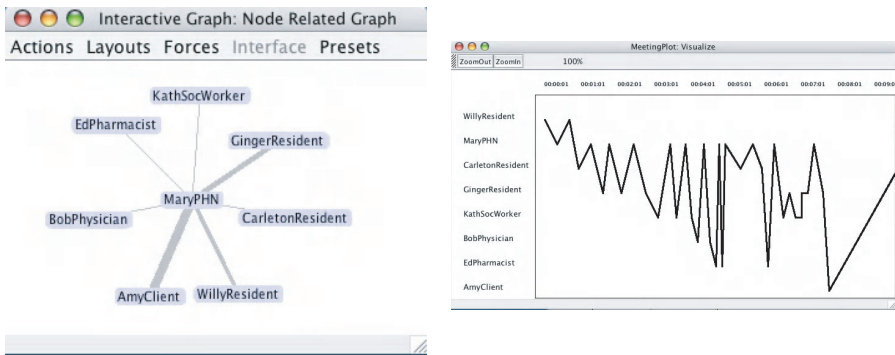 Interactive Graph: Node Related Graph
Actions Layouts Forces Interface Presets
KathSocWorker
EdPharmacist
GingerResident
MaryPHN
BobPhysician
CarletonResident
AmyClient
WillyResident
MeetingPlot: Visualize
ZoomOut ZoomIn 100%
00:00:01 00:01:01 00:02:01 00:03:01 00:04:01 00:05:01 00:06:01 00:07:01 00:08:01 00:09:0
WillyResident
MaryPHN
CarletonResident
GingerResident
KathSocWorker
BobPhysician
EdPharmacist
AmyClient